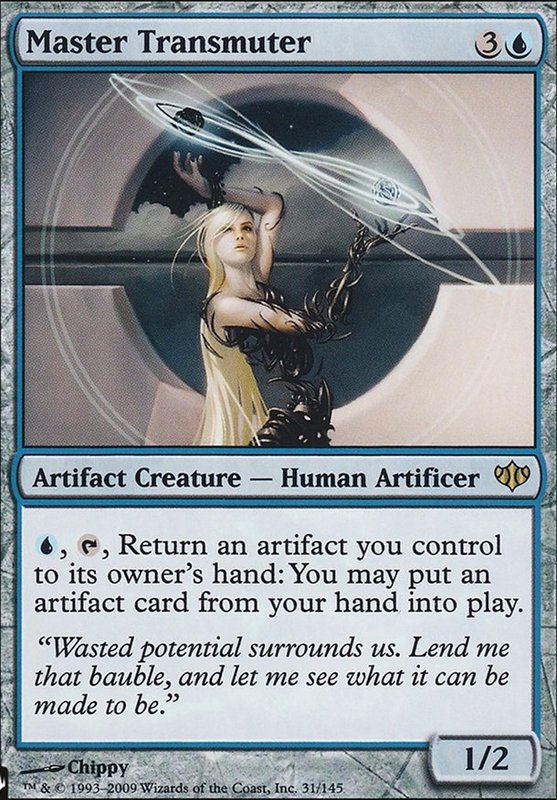 Master Transmuter 3
Artifact Creature — Human Artificer
, , Return an artifact you control
to its owner's hand: You may put an
artifact card from your hand into play.
“Wasted potential surrounds us. Lend me
that bauble, and let me see what it can be
made to be.”
Chippy
1/2
™ & © 1993–2009 Wizards of the Coast, Inc. 31/145